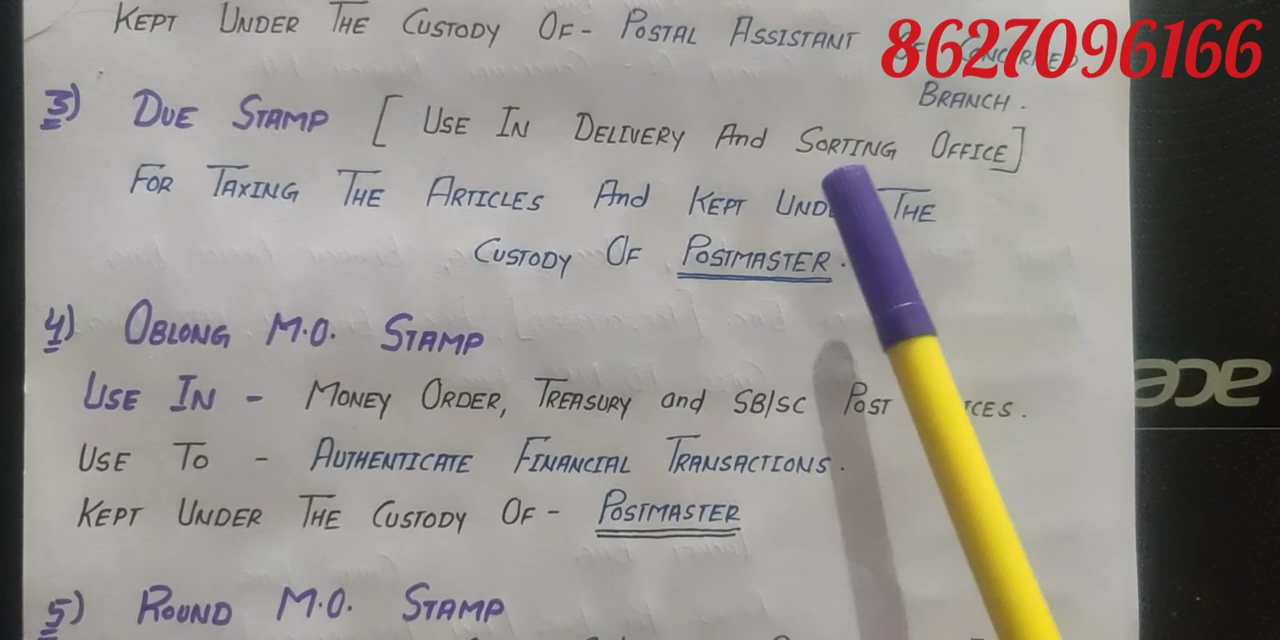 KEPT UNDER THE CUSTODY OF - POSTAL ASSISTANT OF CONCERNED
8627096166
BRANCH.
3) DUE STAMP [USE IN DELIVERY And SORTING OFFICE]
FOR TAXING THE ARTICLES And KEPT THE
CUSTODY OF POSTMASTER.
4) OBLONG M.O. STAMP
USE IN - MONEY ORDER, TREASURY and SB/SC POST
USE TO - AUTHENTICATE FINANCIAL TRANSACTIONS.
KEPT UNDER THE CUSTODY OF - POSTMASTER
5) ROUND M.O. STAMP